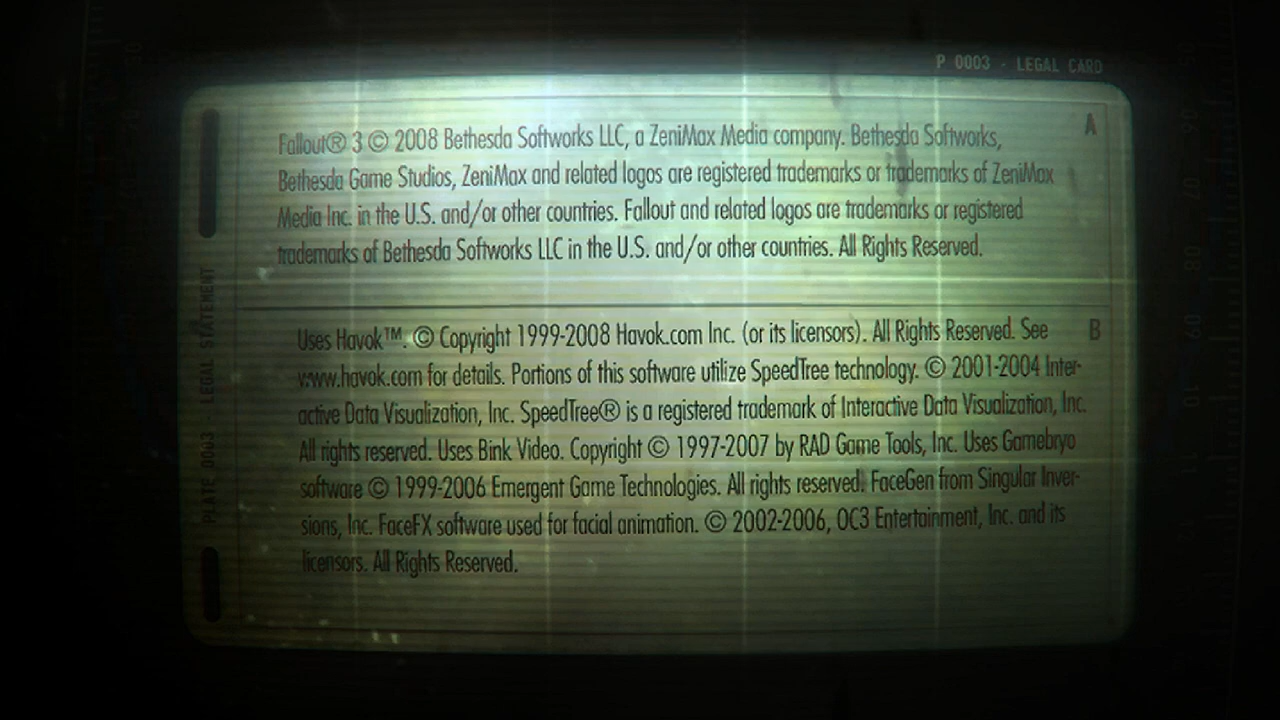 P 0003 - LEGAL CARD
A
Fallout® 3 © 2008 Bethesda Softworks LLC, a ZeniMax Media company. Bethesda Softworks,
Bethesda Game Studios, ZeniMax and related logos are registered trademarks or trademarks of ZeniMax
Media Inc. in the U.S. and/or other countries. Fallout and related logos are trademarks or registered
trademarks of Bethesda Softworks LLC in the U.S. and/or other countries. All Rights Reserved.
B
Uses Havok™. © Copyright 1999-2008 Havok.com Inc. (or its licensors). All Rights Reserved. See
www.havok.com for details. Portions of this software utilize SpeedTree technology. © 2001-2004 Inter-
active Data Visualization, Inc. SpeedTree® is a registered trademark of Interactive Data Visualization, Inc.
All rights reserved. Uses Bink Video. Copyright © 1997-2007 by RAD Game Tools, Inc. Uses Gamebryo
software © 1999-2006 Emergent Game Technologies. All rights reserved. FaceGen from Singular Inver-
sions, Inc. FaceFX software used for facial animation. © 2002-2006, OC3 Entertainment, Inc. and its
licensors. All Rights Reserved.
PLATE 0003 - LEGAL STATEMENT